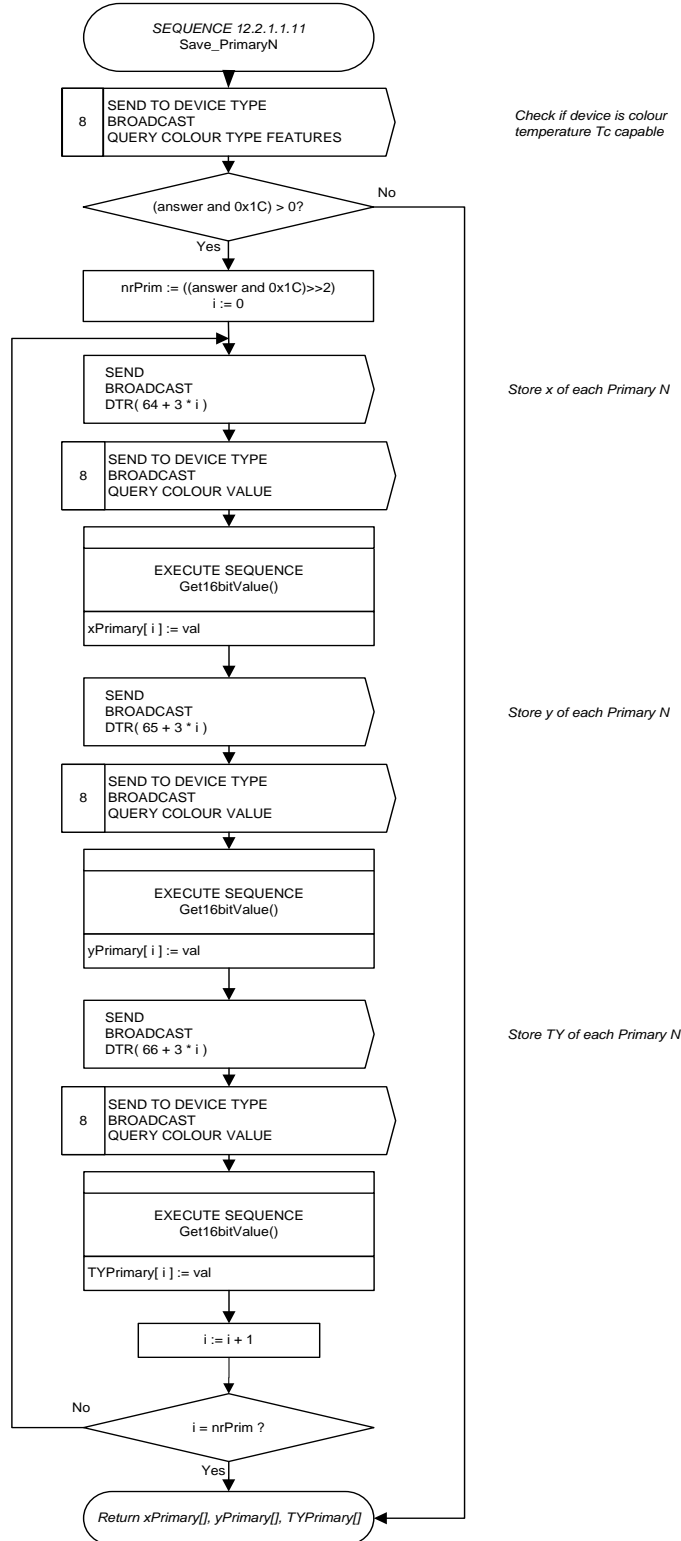 SEQUENCE 12.2.1.1.11
Save_PrimaryN
8
SEND TO DEVICE TYPE
BROADCAST
QUERY COLOUR TYPE FEATURES
Check if device is colour
temperature Tc capable
(answer and 0x1C) > 0?
No
Yes
nrPrim := ((answer and 0x1C)>>2)
i := 0
SEND
BROADCAST
DTR( 64 + 3 * i )
Store x of each Primary N
8
SEND TO DEVICE TYPE
BROADCAST
QUERY COLOUR VALUE
EXECUTE SEQUENCE
Get16bitValue()
xPrimary[ i ] := val
SEND
BROADCAST
DTR( 65 + 3 * i )
Store y of each Primary N
8
SEND TO DEVICE TYPE
BROADCAST
QUERY COLOUR VALUE
EXECUTE SEQUENCE
Get16bitValue()
yPrimary[ i ] := val
SEND
BROADCAST
DTR( 66 + 3 * i )
Store TY of each Primary N
8
SEND TO DEVICE TYPE
BROADCAST
QUERY COLOUR VALUE
EXECUTE SEQUENCE
Get16bitValue()
TYPrimary[ i ] := val
i := i + 1
No
i = nrPrim ?
Yes
Return xPrimary[], yPrimary[], TYPrimary[]